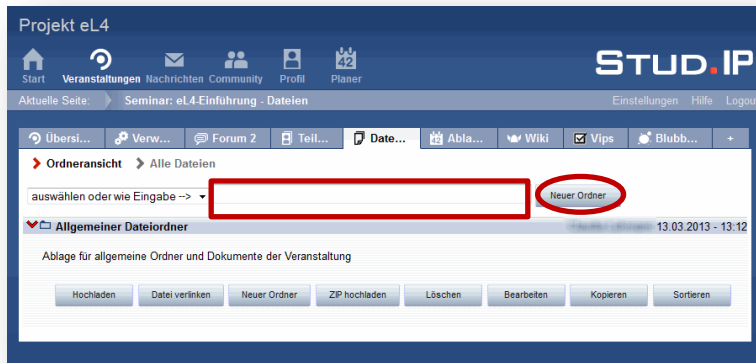 Projekt eL4
STUD.IP
Start Veranstaltungen Nachrichten Community Profil 42 Planer
Aktuelle Seite: Seminar: eL4-Einführung - Dateien Einstellungen Hilfe Logou
Übersi... Verw... Forum 2 Teil... Date... Abla... Wiki Vips Blubb... +
Ordneransicht Alle Dateien
auswählen oder wie Eingabe --> Neuer Ordner
Allgemeiner Dateiordner 13.03.2013 - 13:12
Ablage für allgemeine Ordner und Dokumente der Veranstaltung
Hochladen Datei verlinken Neuer Ordner ZIP hochladen Löschen Bearbeiten Kopieren Sortieren